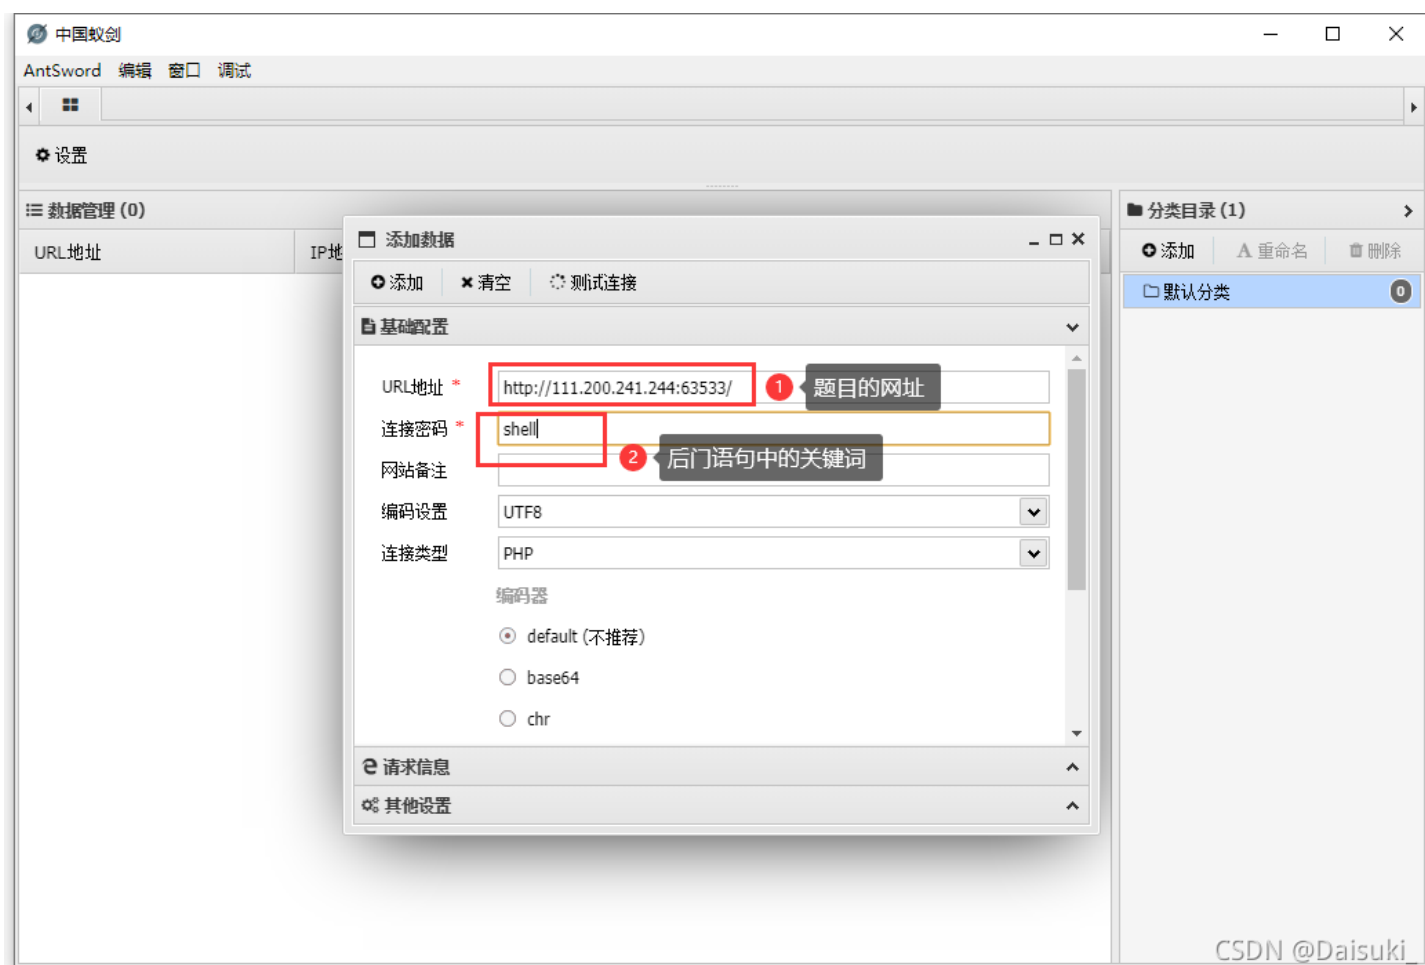 中国蚁剑
AntSword 编辑 窗口 调试
设置
数据管理 (0)
分类目录 (1)
URL地址
IP地
添加 重命名 删除
默认分类
0
添加数据
添加 清空 测试连接
基础配置
URL地址 *
http://111.200.241.244:63533/
1
题目的网址
连接密码 *
shell
2
后门语句中的关键词
网站备注
编码设置
UTF8
连接类型
PHP
编码器
default (不推荐)
base64
chr
请求信息
其他设置
CSDN @Daisuki_